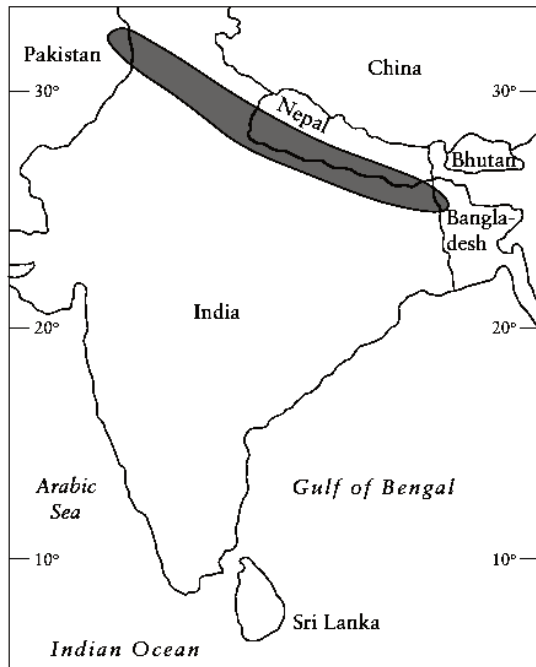 Pakistan
China
30°
30°
Nepal
Bhutan
Bangla-
desh
India
20°
20°
Arabic
Sea
Gulf of Bengal
10°
10°
Sri Lanka
Indian Ocean